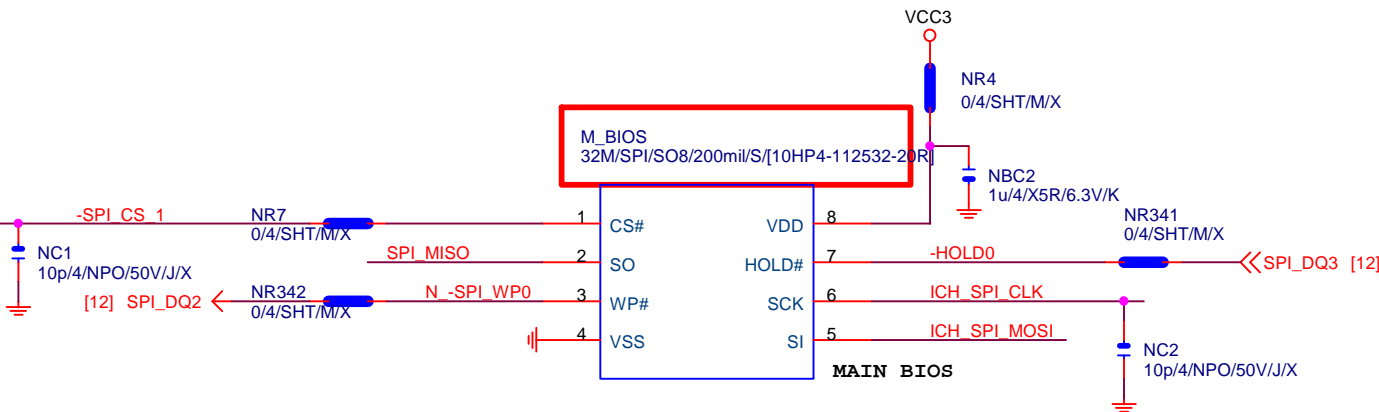 VCC3
NR4
0/4/SHT/M/X
M_BIOS
32M/SPI/SO8/200mil/S/[10HP4-112532-20R]
NBC2
1u/4/X5R/6.3V/K
-SPI_CS_1
NR7
0/4/SHT/M/X
1
CS#
VDD
8
NR341
0/4/SHT/M/X
NC1
10p/4/NPO/50V/J/X
SPI_MISO
2
SO
HOLD#
7
-HOLD0
SPI_DQ3 [12]
[12] SPI_DQ2
NR342
0/4/SHT/M/X
N_-SPI_WP0
3
WP#
SCK
6
ICH_SPI_CLK
4
VSS
SI
5
ICH_SPI_MOSI
NC2
10p/4/NPO/50V/J/X
MAIN BIOS